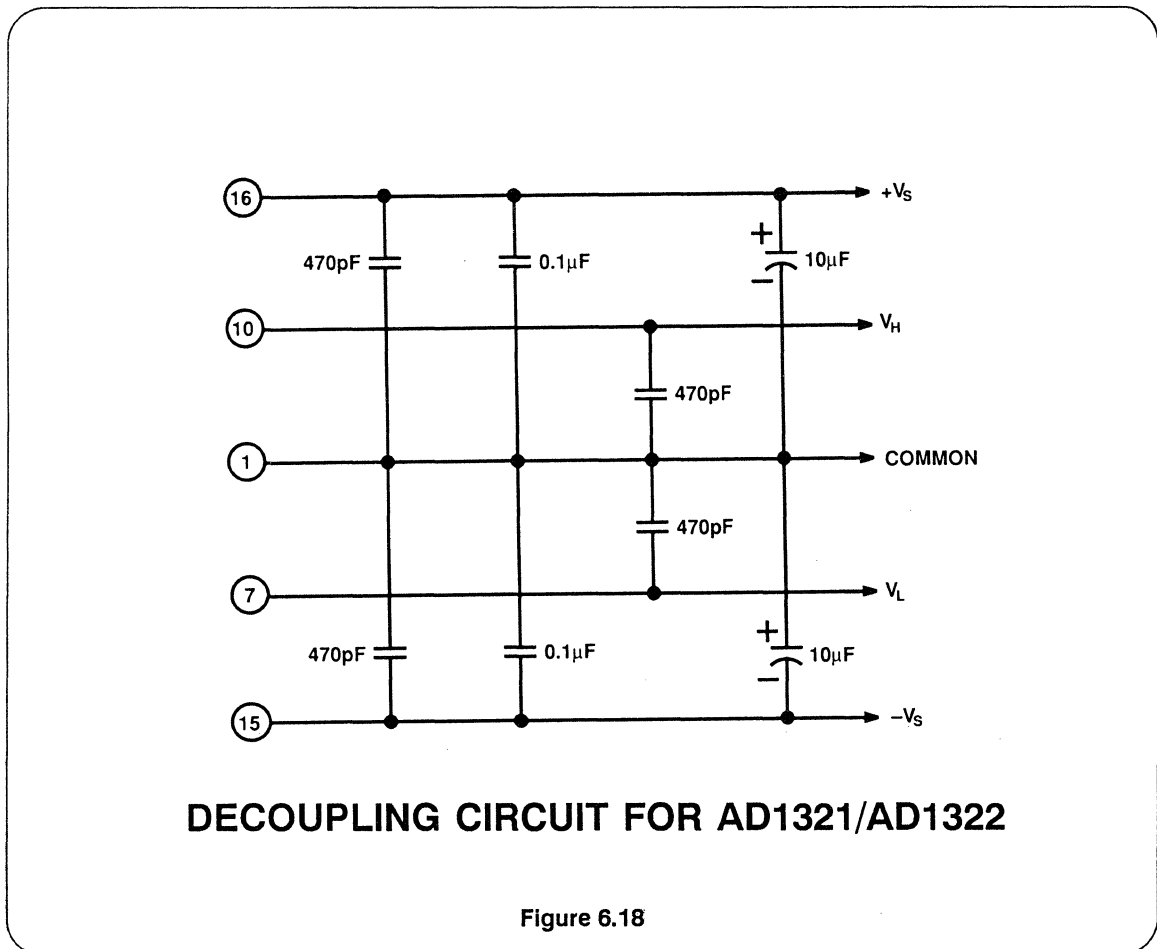 16
+VS
470pF
0.1µF
+
10µF
−
10
VH
470pF
1
COMMON
470pF
7
VL
470pF
0.1µF
+
10µF
−
15
−VS
DECOUPLING CIRCUIT FOR AD1321/AD1322
Figure 6.18